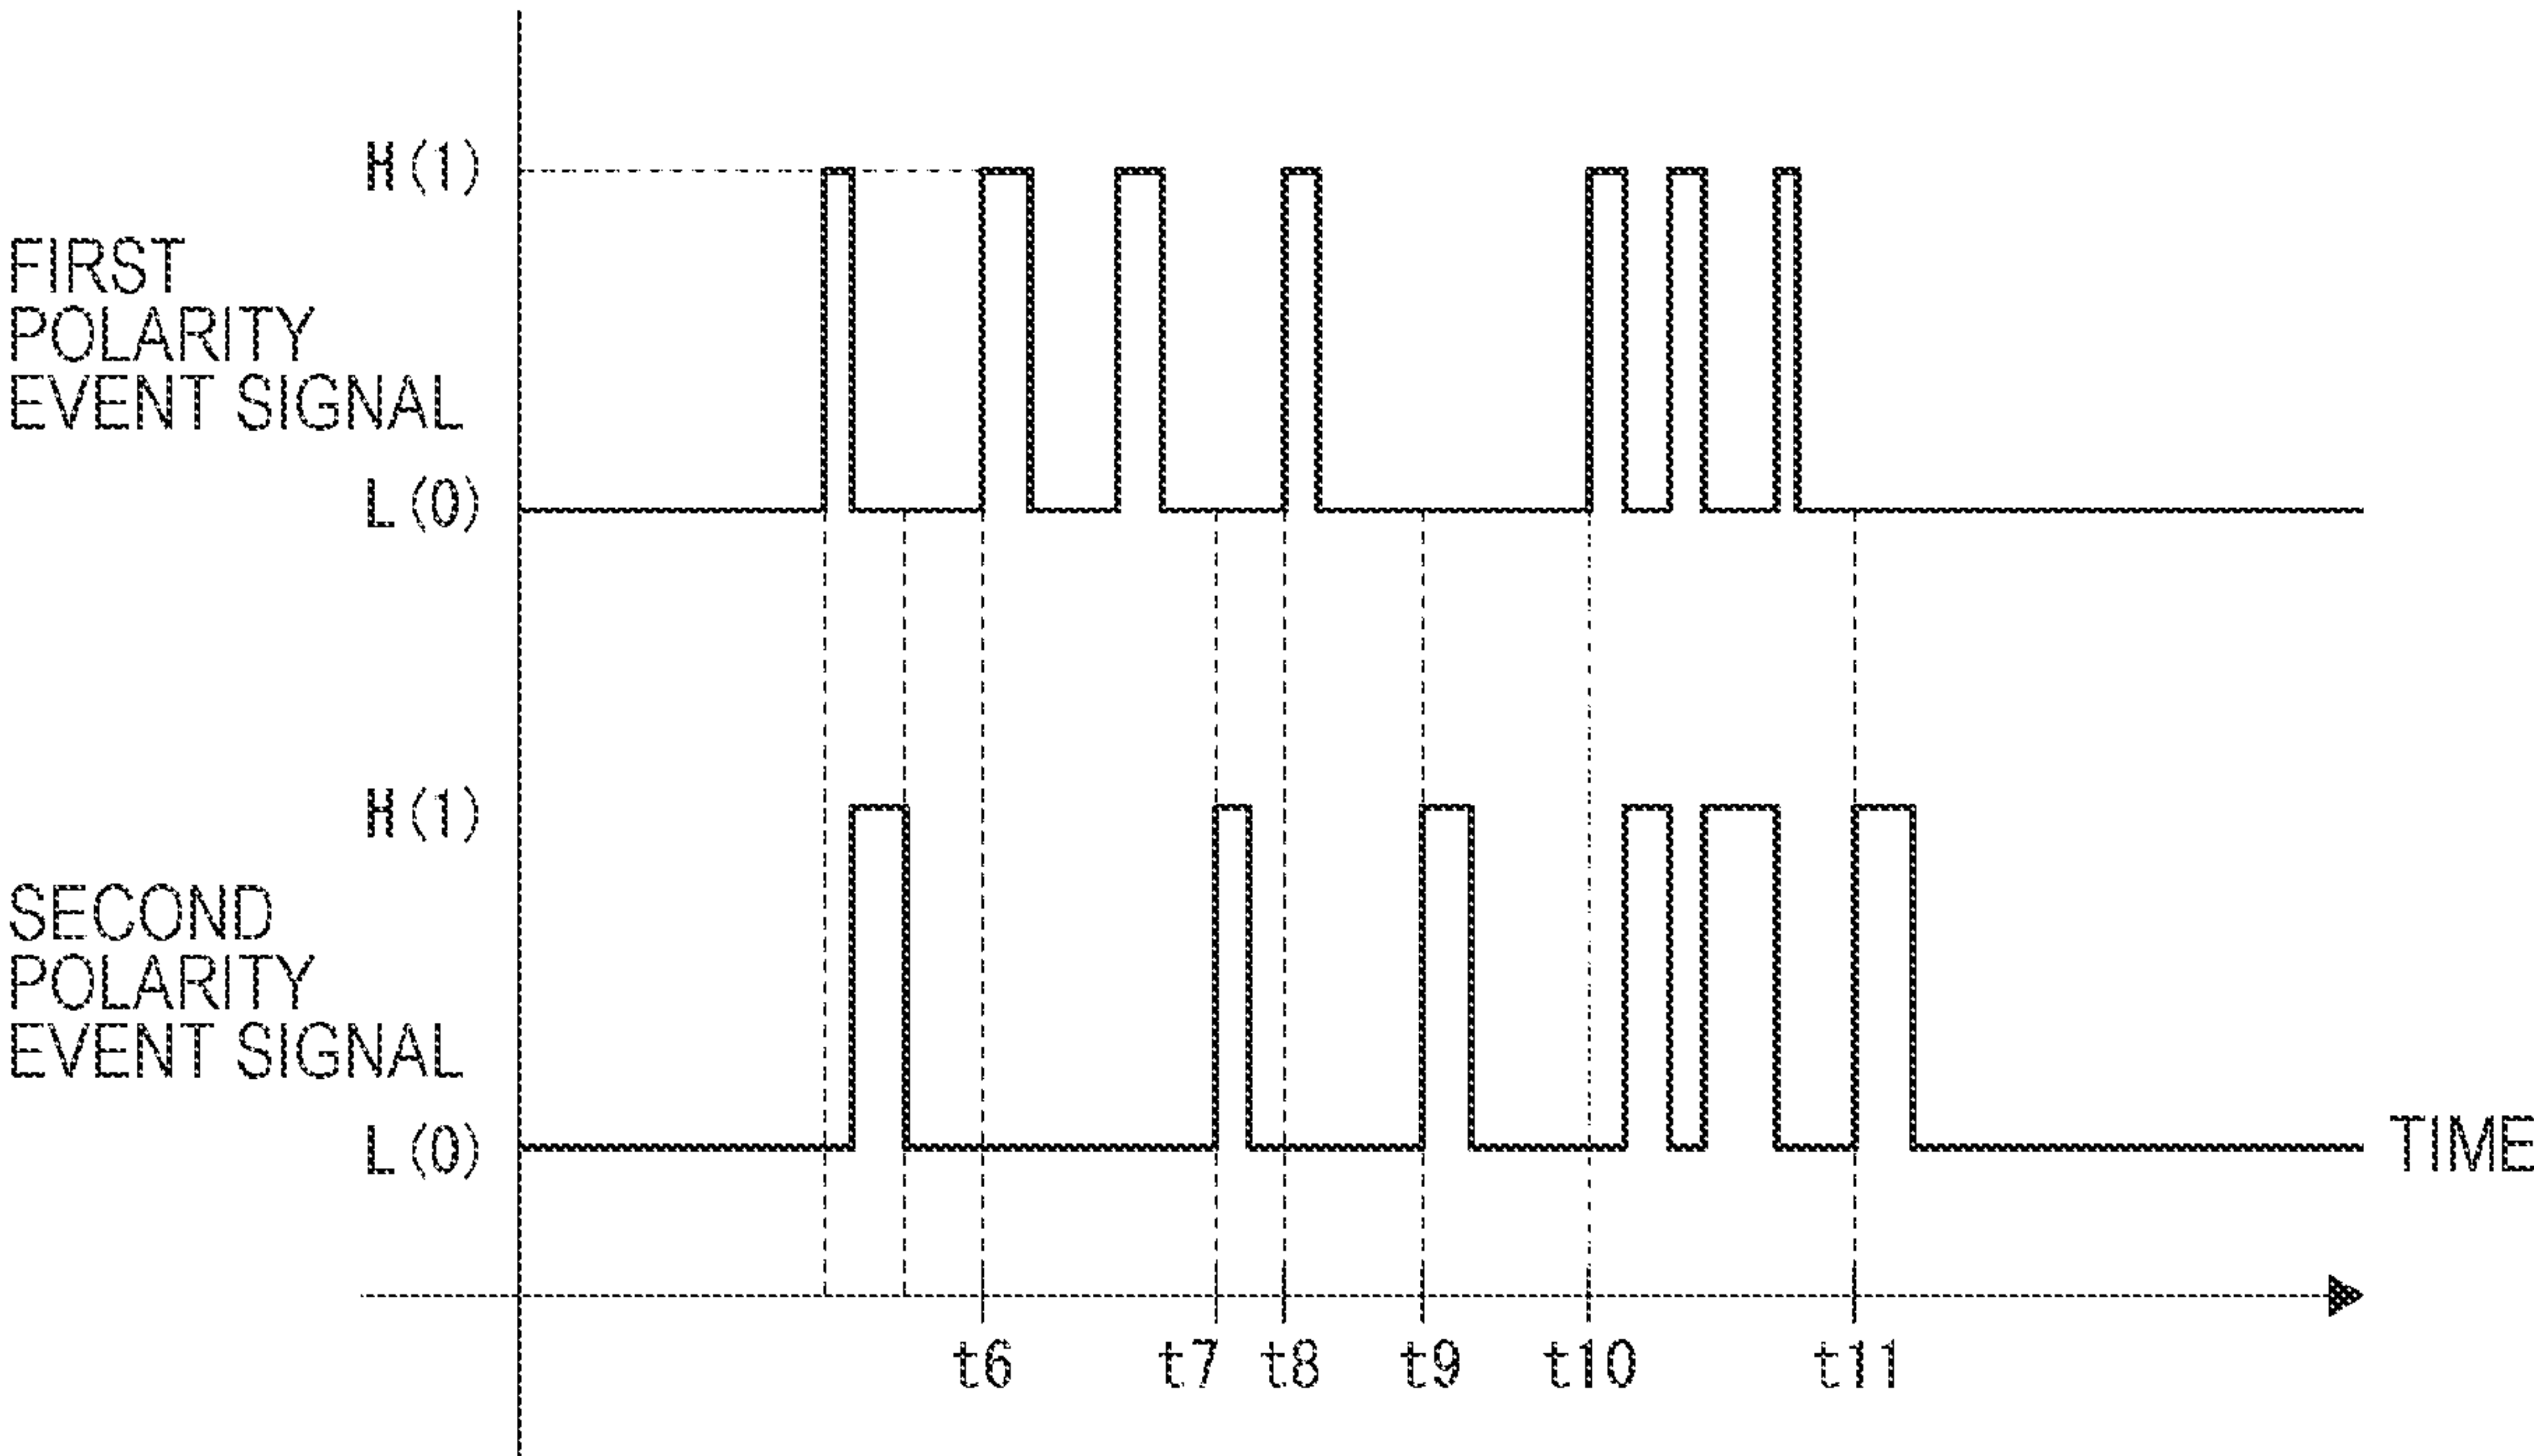 H(1)
FIRST
POLARITY
EVENT SIGNAL
L(0)
H(1)
SECOND
POLARITY
EVENT SIGNAL
L(0)
TIME
t6 t7 t8 t9 t10 t11